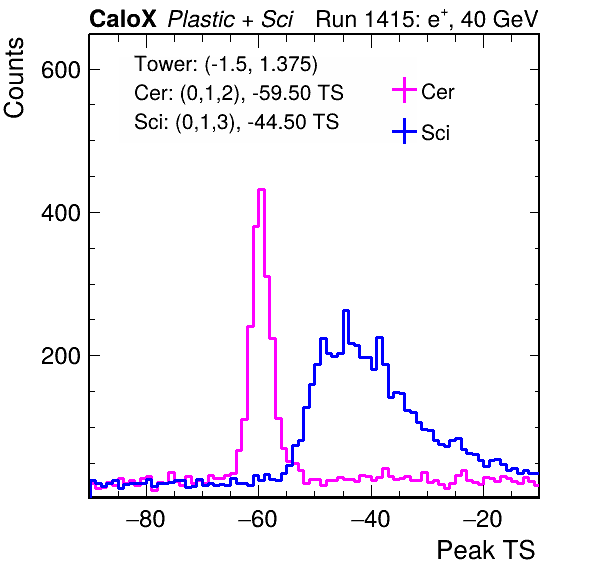 CaloX Plastic + Sci Run 1415: e⁺, 40 GeV
Counts
Tower: (-1.5, 1.375)
Cer: (0,1,2), -59.50 TS
Sci: (0,1,3), -44.50 TS
Cer
Sci
600
400
200
−80 −60 −40 −20
Peak TS